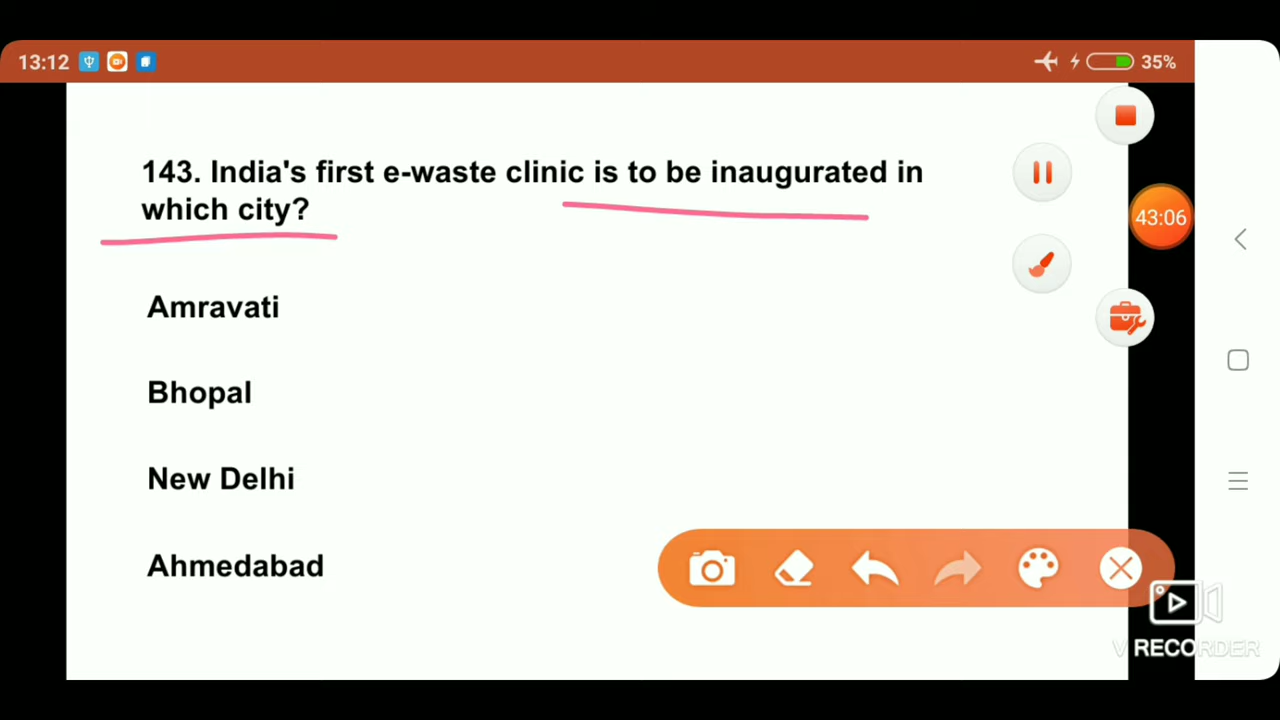 13:12
35%
143. India's first e-waste clinic is to be inaugurated in
which city?
43:06
Amravati
Bhopal
New Delhi
Ahmedabad
V RECORDER